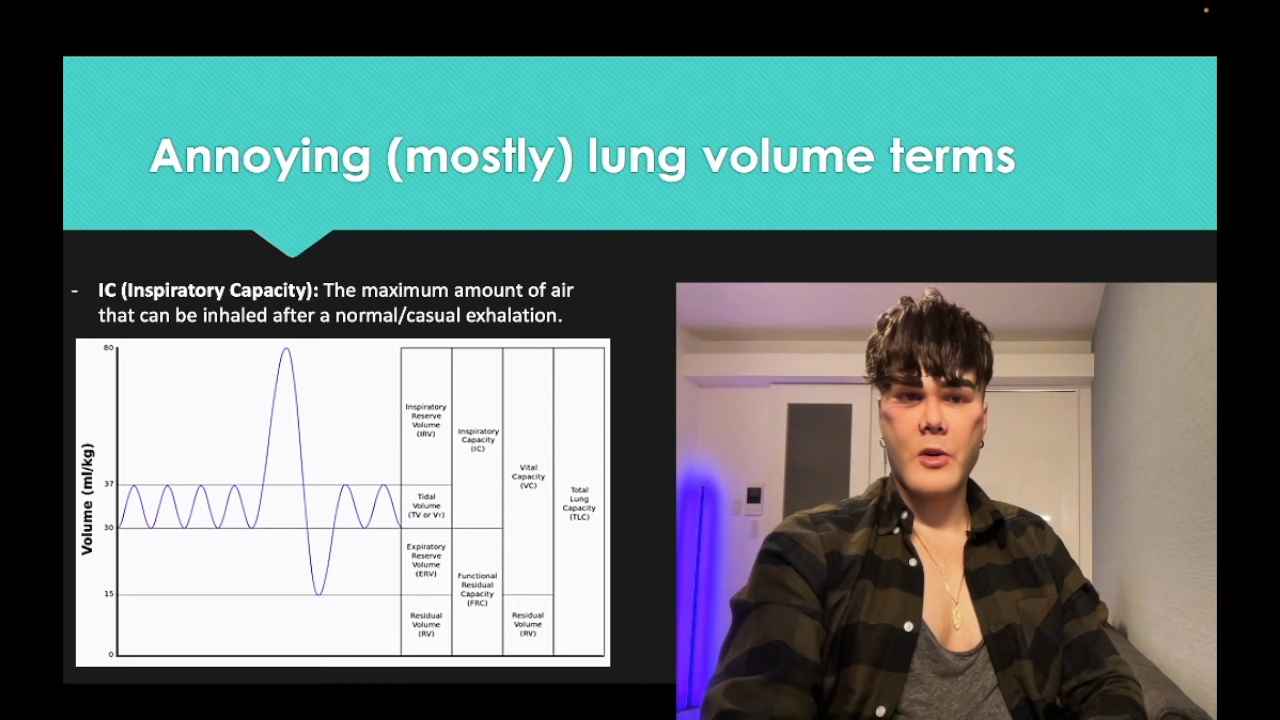 Annoying (mostly) lung volume terms
- IC (Inspiratory Capacity): The maximum amount of air
that can be inhaled after a normal/casual exhalation.
Volume (ml/kg)
80
37
30
15
0
Inspiratory
Reserve
Volume
(IRV)
Tidal
Volume
(TV or VT)
Expiratory
Reserve
Volume
(ERV)
Residual
Volume
(RV)
Inspiratory
Capacity
(IC)
Functional
Residual
Capacity
(FRC)
Vital
Capacity
(VC)
Residual
Volume
(RV)
Total
Lung
Capacity
(TLC)